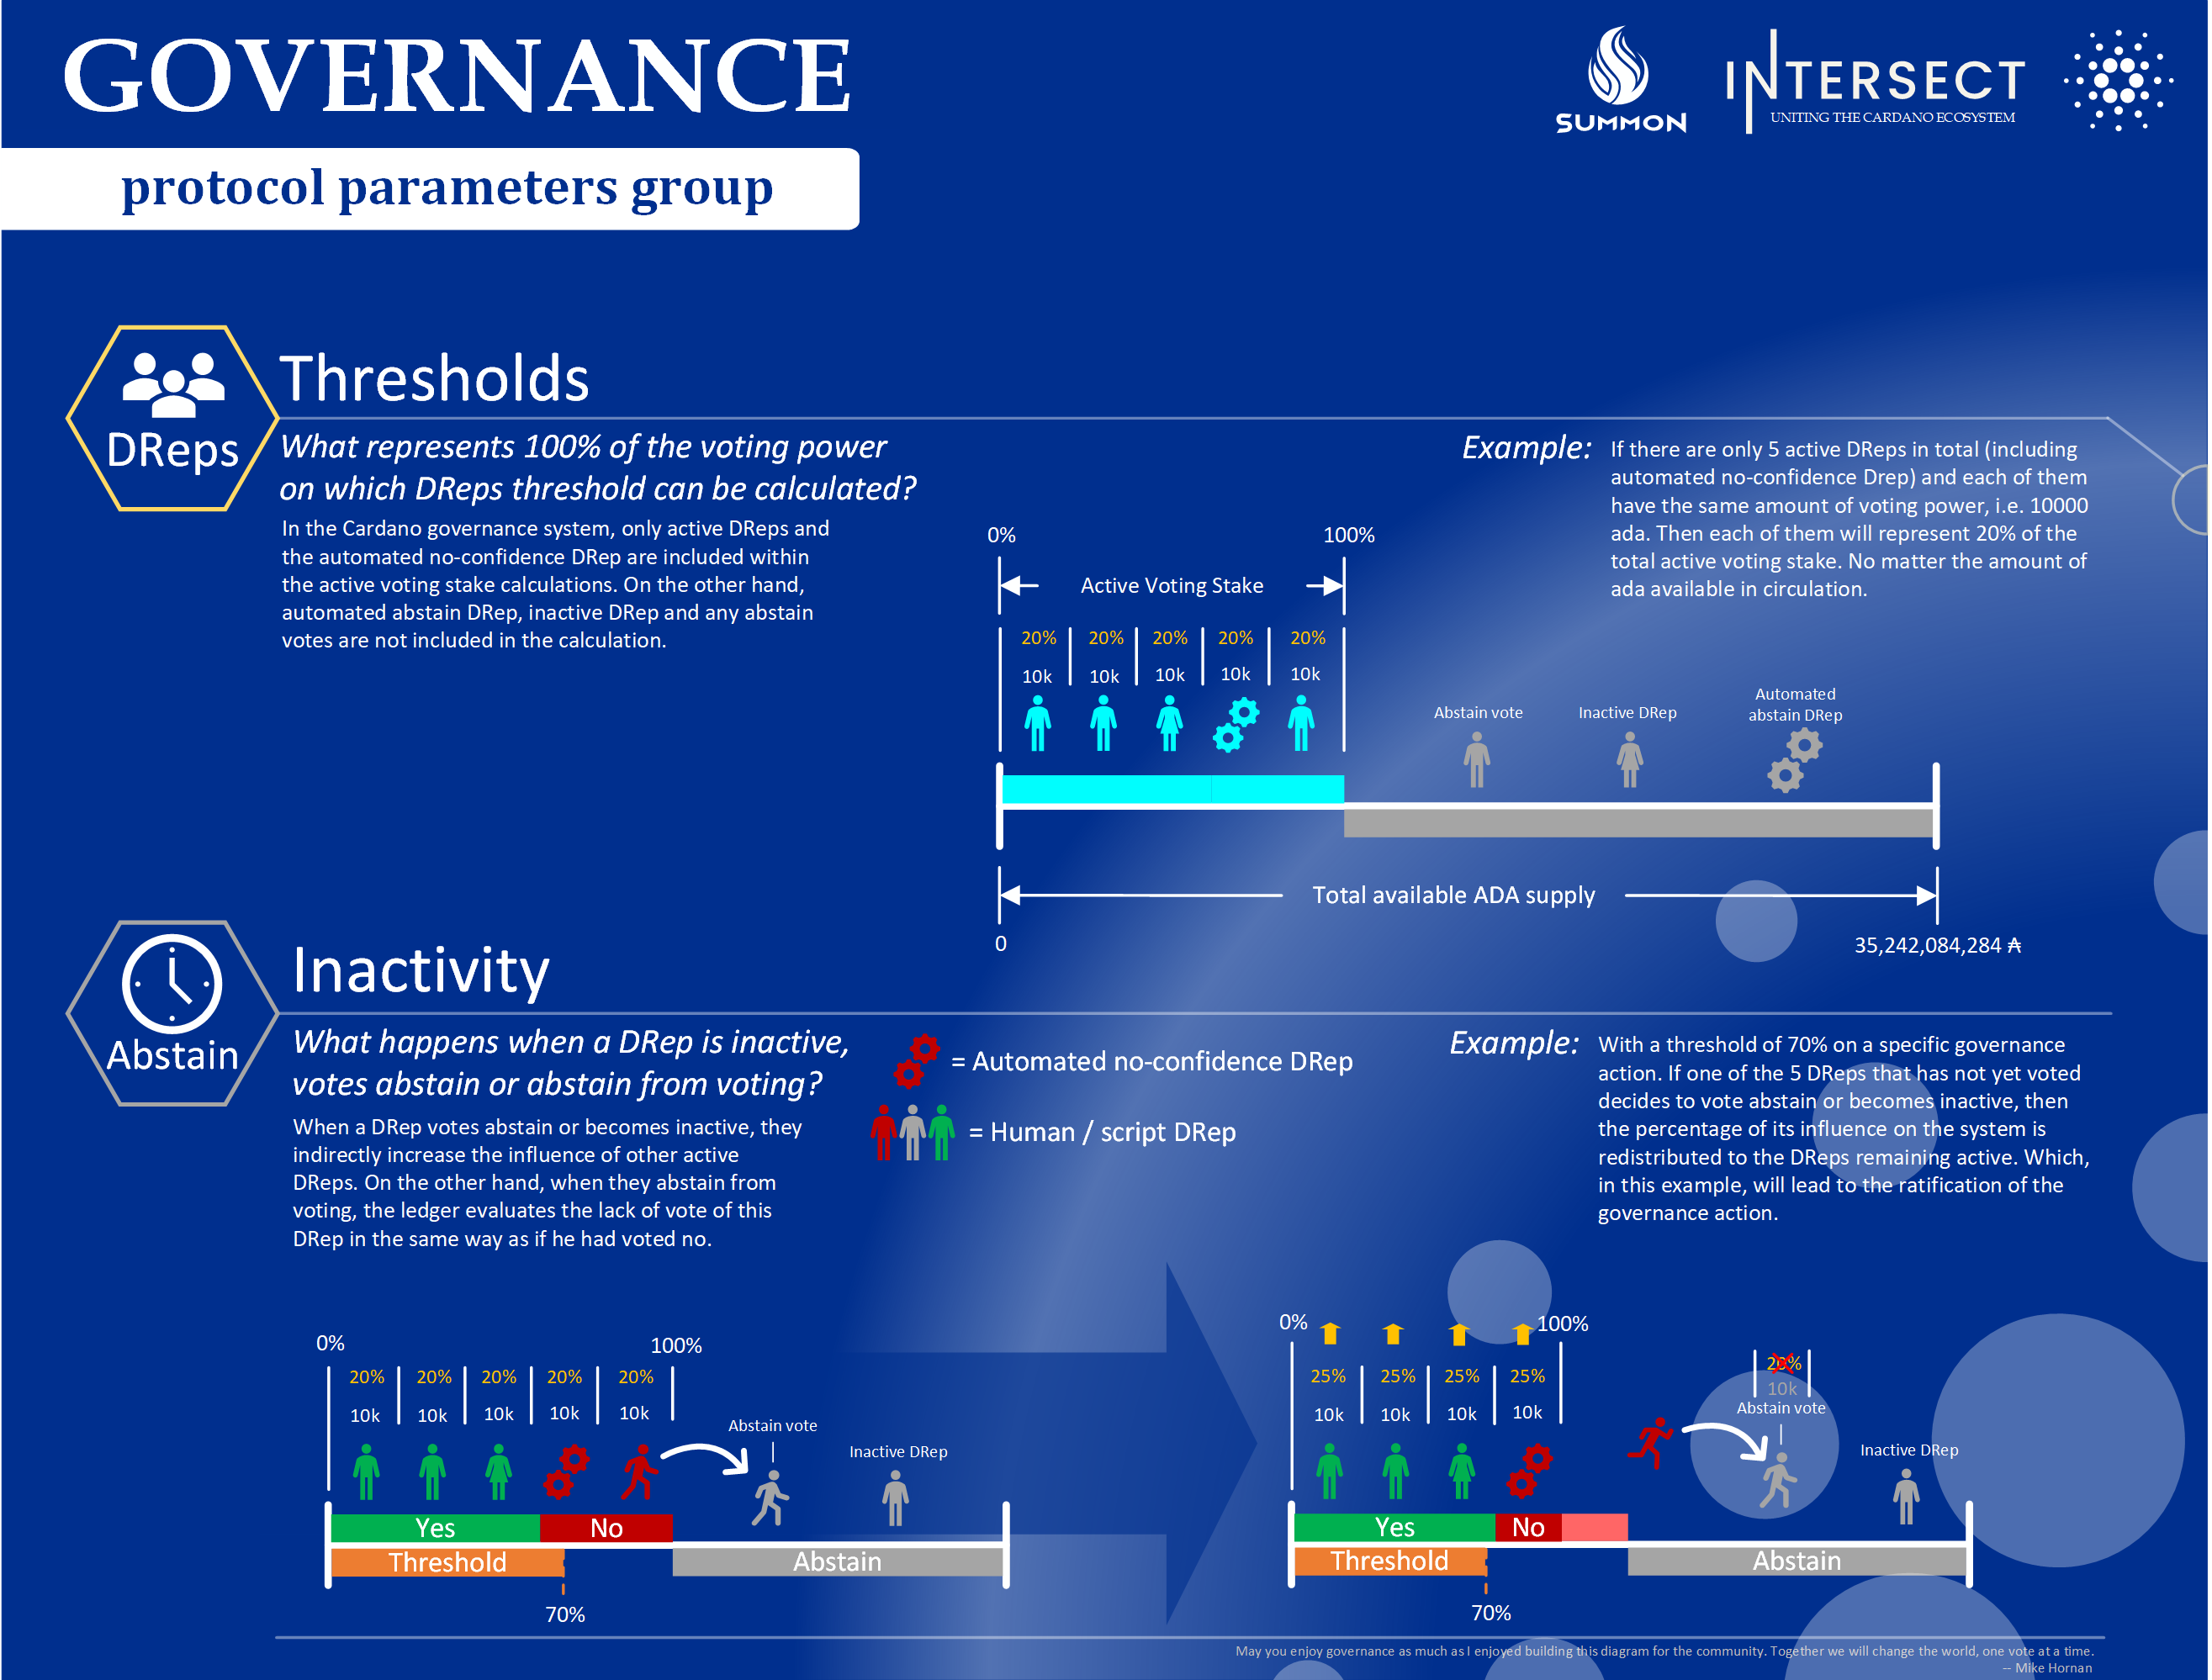 GOVERNANCE
protocol parameters group
SUMMON
INTERSECT
UNITING THE CARDANO ECOSYSTEM
DReps
Thresholds
What represents 100% of the voting power
on which DReps threshold can be calculated?
In the Cardano governance system, only active DReps and
the automated no-confidence DRep are included within
the active voting stake calculations. On the other hand,
automated abstain DRep, inactive DRep and any abstain
votes are not included in the calculation.
Example:
If there are only 5 active DReps in total (including
automated no-confidence Drep) and each of them
have the same amount of voting power, i.e. 10000
ada. Then each of them will represent 20% of the
total active voting stake. No matter the amount of
ada available in circulation.
0% 100%
Active Voting Stake
20% 20% 20% 20% 20%
10k 10k 10k 10k 10k
Abstain vote
Inactive DRep
Automated
abstain DRep
Total available ADA supply
0
35,242,084,284 ₳
Abstain
Inactivity
What happens when a DRep is inactive,
votes abstain or abstain from voting?
When a DRep votes abstain or becomes inactive, they
indirectly increase the influence of other active
DReps. On the other hand, when they abstain from
voting, the ledger evaluates the lack of vote of this
DRep in the same way as if he had voted no.
= Automated no-confidence DRep
= Human / script DRep
Example:
With a threshold of 70% on a specific governance
action. If one of the 5 DReps that has not yet voted
decides to vote abstain or becomes inactive, then
the percentage of its influence on the system is
redistributed to the DReps remaining active. Which,
in this example, will lead to the ratification of the
governance action.
0% 100%
20% 20% 20% 20% 20%
10k 10k 10k 10k 10k
Abstain vote
Inactive DRep
Yes No
Threshold
Abstain
70%
0% 100%
25% 25% 25% 25%
10k 10k 10k 10k
20%
10k
Abstain vote
Inactive DRep
Yes No
Threshold
Abstain
70%
May you enjoy governance as much as I enjoyed building this diagram for the community. Together we will change the world, one vote at a time.
-- Mike Hornan